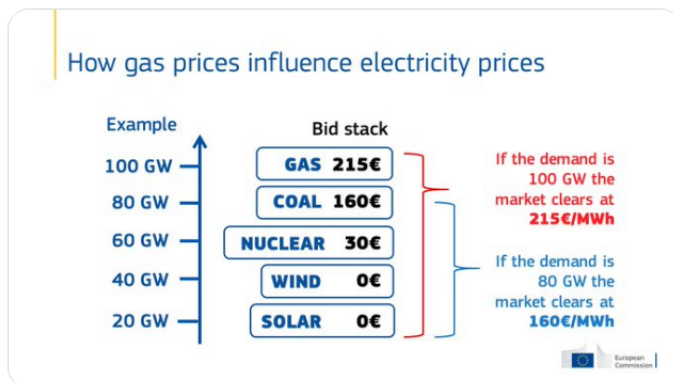 How gas prices influence electricity prices
Example
Bid stack
100 GW
GAS 215€
80 GW
COAL 160€
60 GW
NUCLEAR 30€
40 GW
WIND 0€
20 GW
SOLAR 0€
If the demand is
100 GW the
market clears at
215€/MWh
If the demand is
80 GW the
market clears at
160€/MWh
European
Commission